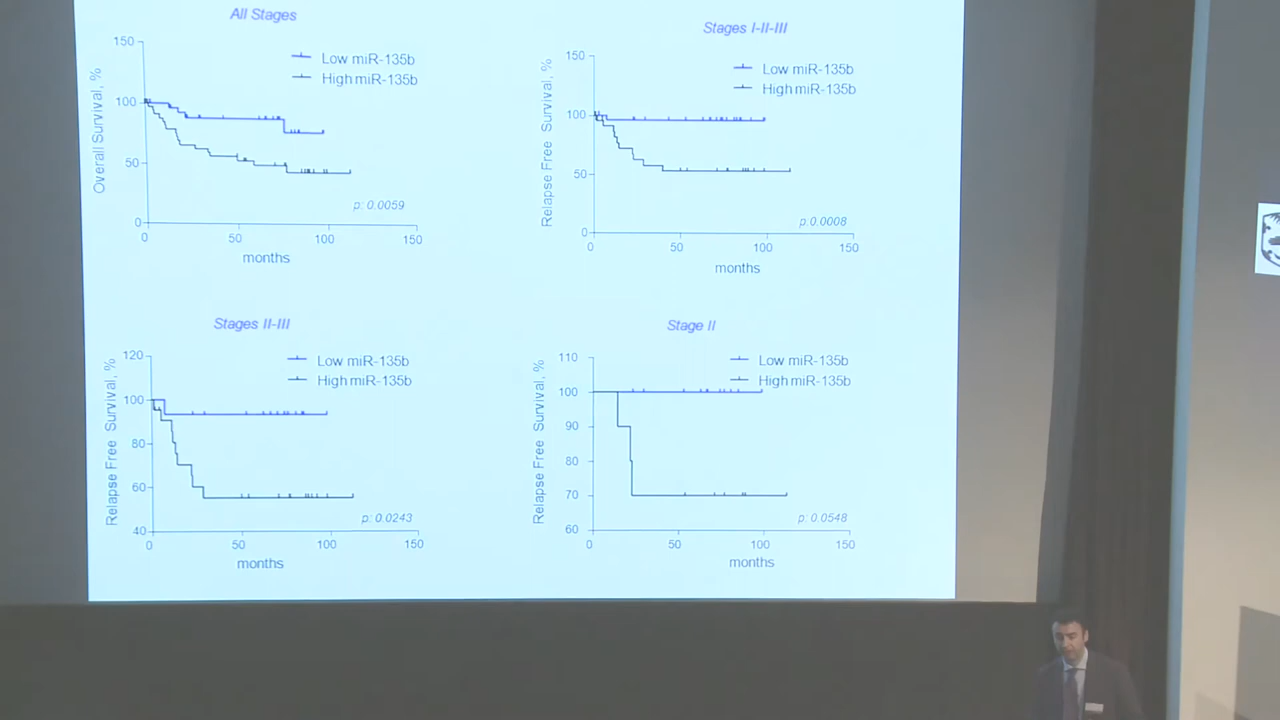 All Stages
150
100
50
0
Overall Survival, %
Low miR-135b
High miR-135b
p: 0.0059
0 50 100 150
months
Stages I-II-III
150
100
50
0
Relapse Free Survival, %
Low miR-135b
High miR-135b
p: 0.0008
0 50 100 150
months
Stages II-III
120
100
80
60
40
Relapse Free Survival, %
Low miR-135b
High miR-135b
p: 0.0243
0 50 100 150
months
Stage II
110
100
90
80
70
60
Relapse Free Survival, %
Low miR-135b
High miR-135b
p: 0.0548
0 50 100 150
months